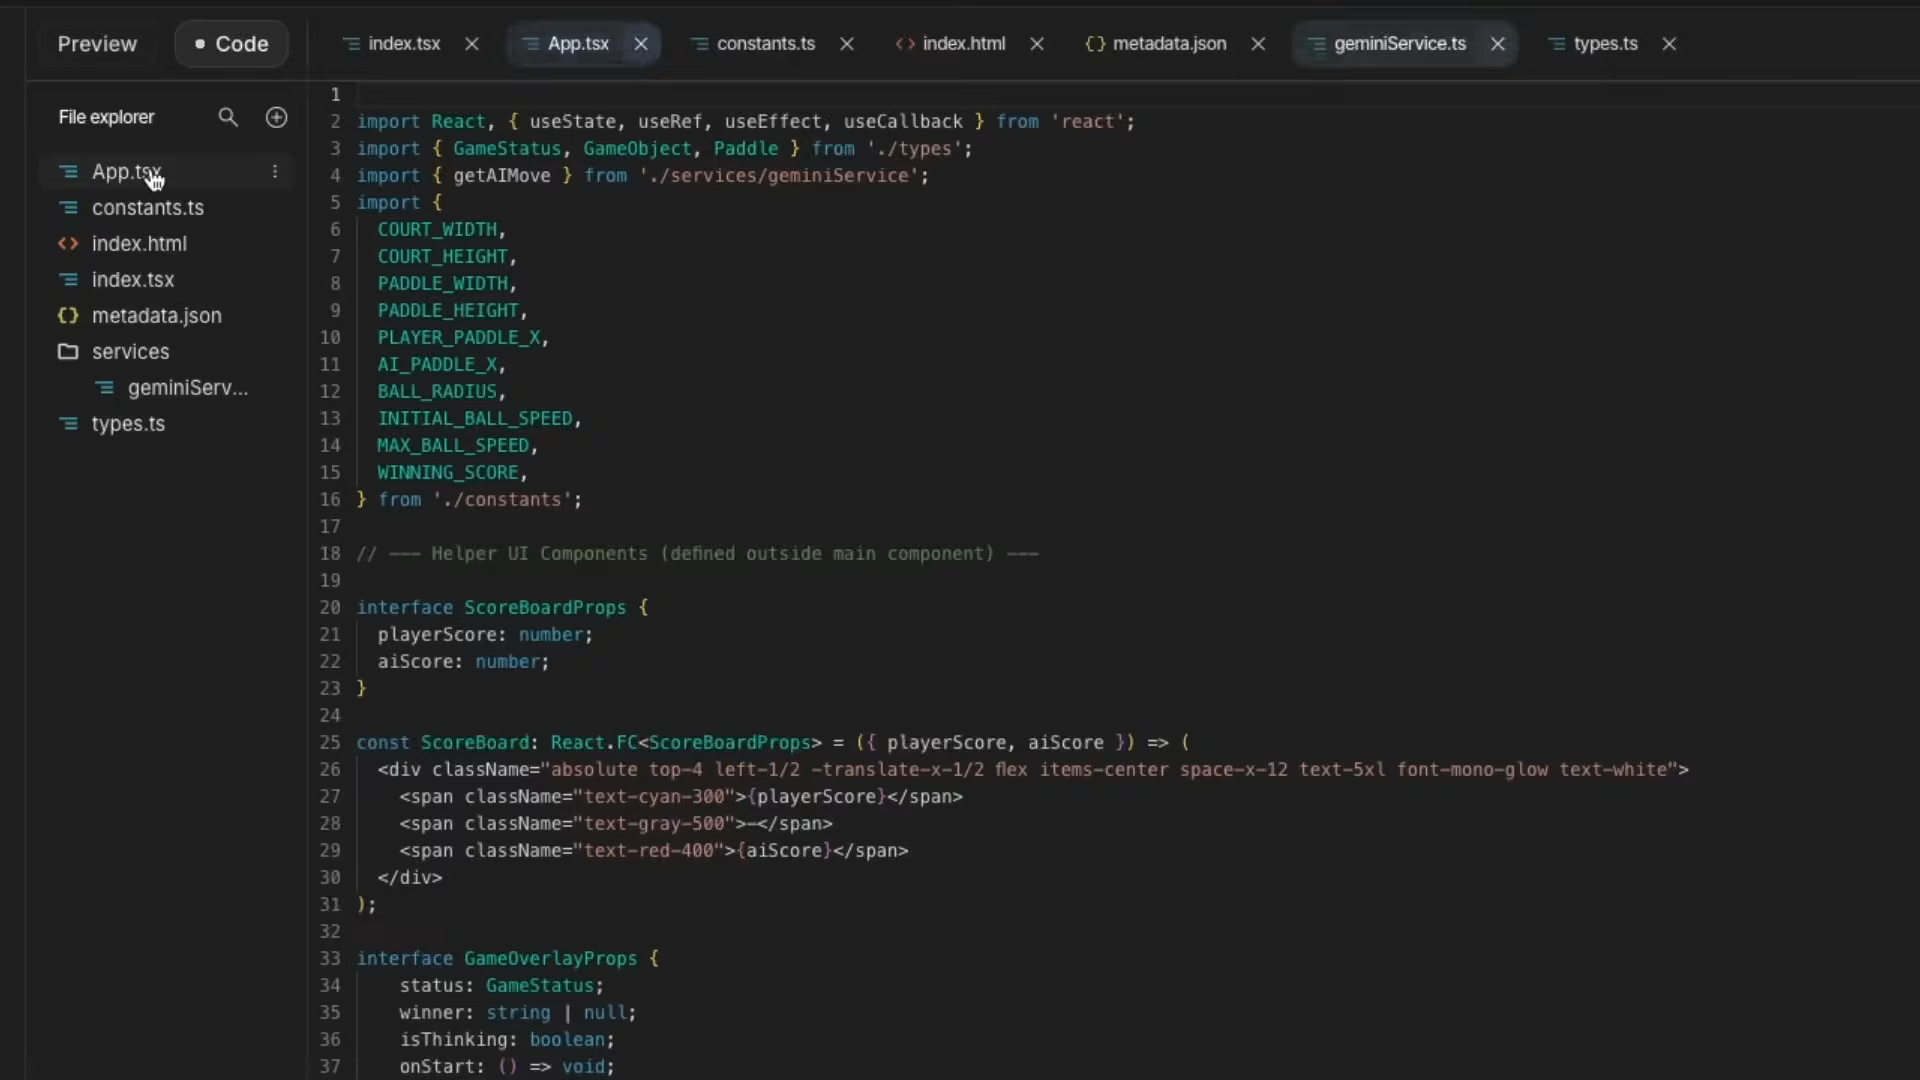 Preview
Code
index.tsx
App.tsx
constants.ts
index.html
metadata.json
geminiService.ts
types.ts
File explorer
App.tsx
constants.ts
index.html
index.tsx
metadata.json
services
geminiServ...
types.ts
1
2 import React, { useState, useRef, useEffect, useCallback } from 'react';
3 import { GameStatus, GameObject, Paddle } from './types';
4 import { getAIMove } from './services/geminiService';
5 import {
6 COURT_WIDTH,
7 COURT_HEIGHT,
8 PADDLE_WIDTH,
9 PADDLE_HEIGHT,
10 PLAYER_PADDLE_X,
11 AI_PADDLE_X,
12 BALL_RADIUS,
13 INITIAL_BALL_SPEED,
14 MAX_BALL_SPEED,
15 WINNING_SCORE,
16 } from './constants';
17
18 // --- Helper UI Components (defined outside main component) ---
19
20 interface ScoreBoardProps {
21 playerScore: number;
22 aiScore: number;
23 }
24
25 const ScoreBoard: React.FC<ScoreBoardProps> = ({ playerScore, aiScore }) => (
26 <div className="absolute top-4 left-1/2 -translate-x-1/2 flex items-center space-x-12 text-5xl font-mono-glow text-white">
27 <span className="text-cyan-300">{playerScore}</span>
28 <span className="text-gray-500">-</span>
29 <span className="text-red-400">{aiScore}</span>
30 </div>
31 );
32
33 interface GameOverlayProps {
34 status: GameStatus;
35 winner: string | null;
36 isThinking: boolean;
37 onStart: () => void;